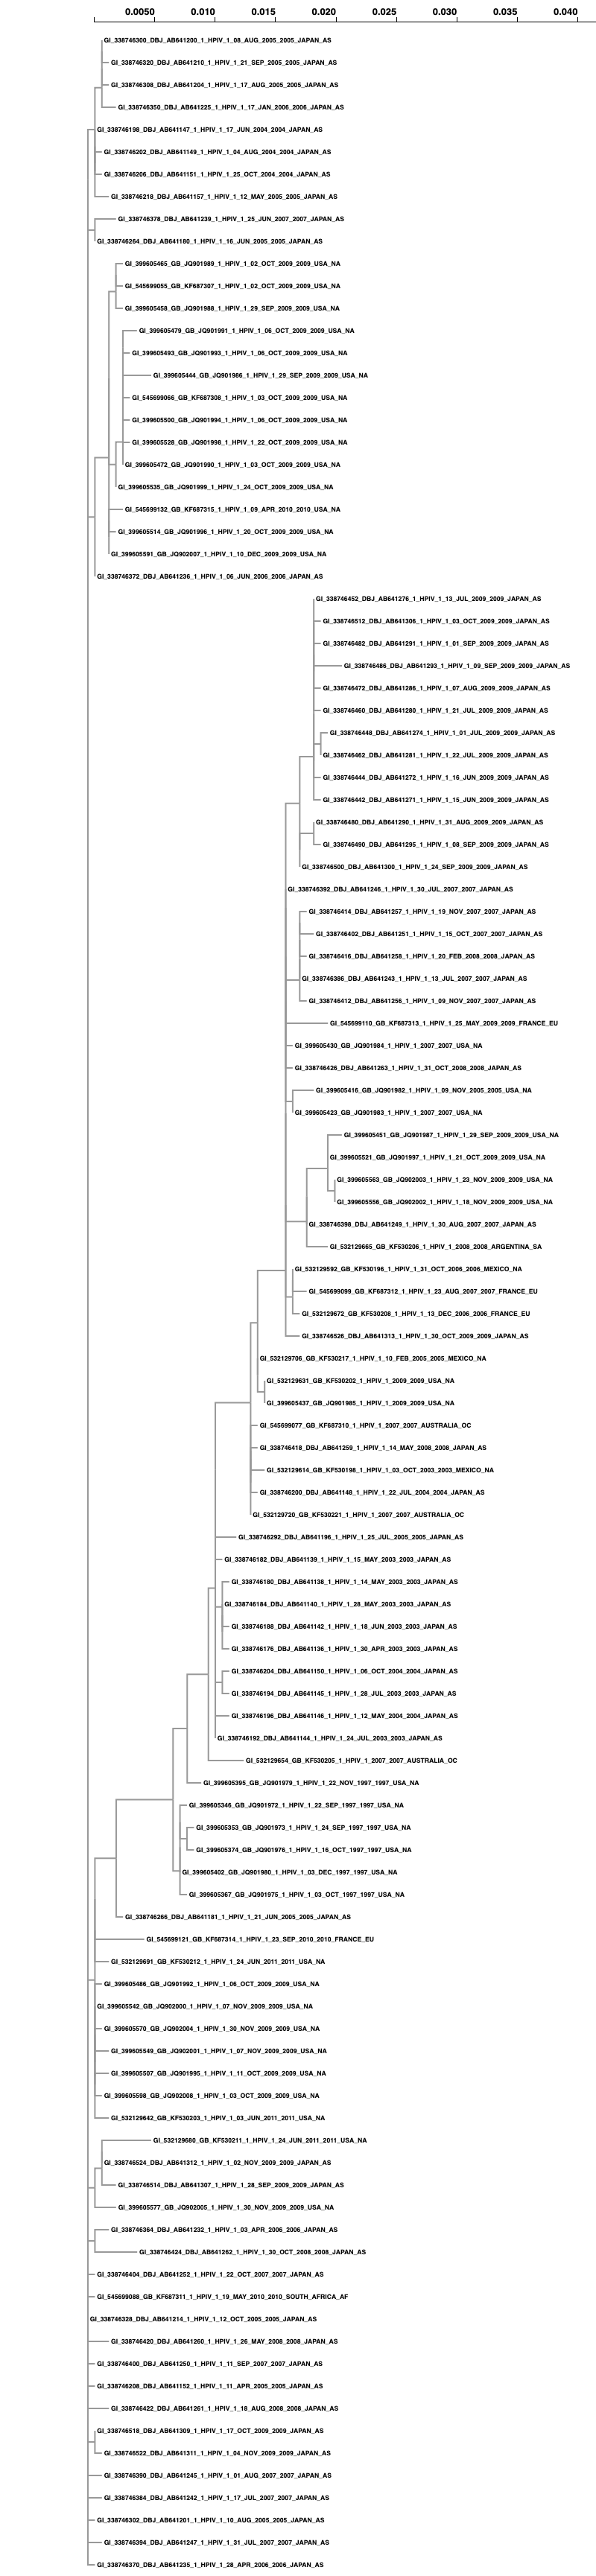 0.0050 0.010 0.015 0.020 0.025 0.030 0.035 0.040
GI_338746300_DBJ_AB641200_1_HPIV_1_08_AUG_2005_2005_JAPAN_AS
GI_338746320_DBJ_AB641210_1_HPIV_1_21_SEP_2005_2005_JAPAN_AS
GI_338746308_DBJ_AB641204_1_HPIV_1_17_AUG_2005_2005_JAPAN_AS
GI_338746350_DBJ_AB641225_1_HPIV_1_17_JAN_2006_2006_JAPAN_AS
GI_338746198_DBJ_AB641147_1_HPIV_1_17_JUN_2004_2004_JAPAN_AS
GI_338746202_DBJ_AB641149_1_HPIV_1_04_AUG_2004_2004_JAPAN_AS
GI_338746206_DBJ_AB641151_1_HPIV_1_25_OCT_2004_2004_JAPAN_AS
GI_338746218_DBJ_AB641157_1_HPIV_1_12_MAY_2005_2005_JAPAN_AS
GI_338746378_DBJ_AB641239_1_HPIV_1_25_JUN_2007_2007_JAPAN_AS
GI_338746264_DBJ_AB641180_1_HPIV_1_16_JUN_2005_2005_JAPAN_AS
GI_399605465_GB_JQ901989_1_HPIV_1_02_OCT_2009_2009_USA_NA
GI_545699055_GB_KF687307_1_HPIV_1_02_OCT_2009_2009_USA_NA
GI_399605458_GB_JQ901988_1_HPIV_1_29_SEP_2009_2009_USA_NA
GI_399605479_GB_JQ901991_1_HPIV_1_06_OCT_2009_2009_USA_NA
GI_399605493_GB_JQ901993_1_HPIV_1_06_OCT_2009_2009_USA_NA
GI_399605444_GB_JQ901986_1_HPIV_1_29_SEP_2009_2009_USA_NA
GI_545699066_GB_KF687308_1_HPIV_1_03_OCT_2009_2009_USA_NA
GI_399605500_GB_JQ901994_1_HPIV_1_06_OCT_2009_2009_USA_NA
GI_399605528_GB_JQ901998_1_HPIV_1_22_OCT_2009_2009_USA_NA
GI_399605472_GB_JQ901990_1_HPIV_1_03_OCT_2009_2009_USA_NA
GI_399605535_GB_JQ901999_1_HPIV_1_24_OCT_2009_2009_USA_NA
GI_545699132_GB_KF687315_1_HPIV_1_09_APR_2010_2010_USA_NA
GI_399605514_GB_JQ901996_1_HPIV_1_20_OCT_2009_2009_USA_NA
GI_399605591_GB_JQ902007_1_HPIV_1_10_DEC_2009_2009_USA_NA
GI_338746372_DBJ_AB641236_1_HPIV_1_06_JUN_2006_2006_JAPAN_AS
GI_338746452_DBJ_AB641276_1_HPIV_1_13_JUL_2009_2009_JAPAN_AS
GI_338746512_DBJ_AB641306_1_HPIV_1_03_OCT_2009_2009_JAPAN_AS
GI_338746482_DBJ_AB641291_1_HPIV_1_01_SEP_2009_2009_JAPAN_AS
GI_338746486_DBJ_AB641293_1_HPIV_1_09_SEP_2009_2009_JAPAN_AS
GI_338746472_DBJ_AB641286_1_HPIV_1_07_AUG_2009_2009_JAPAN_AS
GI_338746460_DBJ_AB641280_1_HPIV_1_21_JUL_2009_2009_JAPAN_AS
GI_338746448_DBJ_AB641274_1_HPIV_1_01_JUL_2009_2009_JAPAN_AS
GI_338746462_DBJ_AB641281_1_HPIV_1_22_JUL_2009_2009_JAPAN_AS
GI_338746444_DBJ_AB641272_1_HPIV_1_16_JUN_2009_2009_JAPAN_AS
GI_338746442_DBJ_AB641271_1_HPIV_1_15_JUN_2009_2009_JAPAN_AS
GI_338746480_DBJ_AB641290_1_HPIV_1_31_AUG_2009_2009_JAPAN_AS
GI_338746490_DBJ_AB641295_1_HPIV_1_08_SEP_2009_2009_JAPAN_AS
GI_338746500_DBJ_AB641300_1_HPIV_1_24_SEP_2009_2009_JAPAN_AS
GI_338746392_DBJ_AB641246_1_HPIV_1_30_JUL_2007_2007_JAPAN_AS
GI_338746414_DBJ_AB641257_1_HPIV_1_19_NOV_2007_2007_JAPAN_AS
GI_338746402_DBJ_AB641251_1_HPIV_1_15_OCT_2007_2007_JAPAN_AS
GI_338746416_DBJ_AB641258_1_HPIV_1_20_FEB_2008_2008_JAPAN_AS
GI_338746386_DBJ_AB641243_1_HPIV_1_13_JUL_2007_2007_JAPAN_AS
GI_338746412_DBJ_AB641256_1_HPIV_1_09_NOV_2007_2007_JAPAN_AS
GI_545699110_GB_KF687313_1_HPIV_1_25_MAY_2009_2009_FRANCE_EU
GI_399605430_GB_JQ901984_1_HPIV_1_2007_2007_USA_NA
GI_338746426_DBJ_AB641263_1_HPIV_1_31_OCT_2008_2008_JAPAN_AS
GI_399605416_GB_JQ901982_1_HPIV_1_09_NOV_2005_2005_USA_NA
GI_399605423_GB_JQ901983_1_HPIV_1_2007_2007_USA_NA
GI_399605451_GB_JQ901987_1_HPIV_1_29_SEP_2009_2009_USA_NA
GI_399605521_GB_JQ901997_1_HPIV_1_21_OCT_2009_2009_USA_NA
GI_399605563_GB_JQ902003_1_HPIV_1_23_NOV_2009_2009_USA_NA
GI_399605556_GB_JQ902002_1_HPIV_1_18_NOV_2009_2009_USA_NA
GI_338746398_DBJ_AB641249_1_HPIV_1_30_AUG_2007_2007_JAPAN_AS
GI_532129665_GB_KF530206_1_HPIV_1_2008_2008_ARGENTINA_SA
GI_532129592_GB_KF530196_1_HPIV_1_31_OCT_2006_2006_MEXICO_NA
GI_545699099_GB_KF687312_1_HPIV_1_23_AUG_2007_2007_FRANCE_EU
GI_532129672_GB_KF530208_1_HPIV_1_13_DEC_2006_2006_FRANCE_EU
GI_338746526_DBJ_AB641313_1_HPIV_1_30_OCT_2009_2009_JAPAN_AS
GI_532129706_GB_KF530217_1_HPIV_1_10_FEB_2005_2005_MEXICO_NA
GI_532129631_GB_KF530202_1_HPIV_1_2009_2009_USA_NA
GI_399605437_GB_JQ901985_1_HPIV_1_2009_2009_USA_NA
GI_545699077_GB_KF687310_1_HPIV_1_2007_2007_AUSTRALIA_OC
GI_338746418_DBJ_AB641259_1_HPIV_1_14_MAY_2008_2008_JAPAN_AS
GI_532129614_GB_KF530198_1_HPIV_1_03_OCT_2003_2003_MEXICO_NA
GI_338746200_DBJ_AB641148_1_HPIV_1_22_JUL_2004_2004_JAPAN_AS
GI_532129720_GB_KF530221_1_HPIV_1_2007_2007_AUSTRALIA_OC
GI_338746292_DBJ_AB641196_1_HPIV_1_25_JUL_2005_2005_JAPAN_AS
GI_338746182_DBJ_AB641139_1_HPIV_1_15_MAY_2003_2003_JAPAN_AS
GI_338746180_DBJ_AB641138_1_HPIV_1_14_MAY_2003_2003_JAPAN_AS
GI_338746184_DBJ_AB641140_1_HPIV_1_28_MAY_2003_2003_JAPAN_AS
GI_338746188_DBJ_AB641142_1_HPIV_1_18_JUN_2003_2003_JAPAN_AS
GI_338746176_DBJ_AB641136_1_HPIV_1_30_APR_2003_2003_JAPAN_AS
GI_338746204_DBJ_AB641150_1_HPIV_1_06_OCT_2004_2004_JAPAN_AS
GI_338746194_DBJ_AB641145_1_HPIV_1_28_JUL_2003_2003_JAPAN_AS
GI_338746196_DBJ_AB641146_1_HPIV_1_12_MAY_2004_2004_JAPAN_AS
GI_338746192_DBJ_AB641144_1_HPIV_1_24_JUL_2003_2003_JAPAN_AS
GI_532129654_GB_KF530205_1_HPIV_1_2007_2007_AUSTRALIA_OC
GI_399605395_GB_JQ901979_1_HPIV_1_22_NOV_1997_1997_USA_NA
GI_399605346_GB_JQ901972_1_HPIV_1_22_SEP_1997_1997_USA_NA
GI_399605353_GB_JQ901973_1_HPIV_1_24_SEP_1997_1997_USA_NA
GI_399605374_GB_JQ901976_1_HPIV_1_16_OCT_1997_1997_USA_NA
GI_399605402_GB_JQ901980_1_HPIV_1_03_DEC_1997_1997_USA_NA
GI_399605367_GB_JQ901975_1_HPIV_1_03_OCT_1997_1997_USA_NA
GI_338746266_DBJ_AB641181_1_HPIV_1_21_JUN_2005_2005_JAPAN_AS
GI_545699121_GB_KF687314_1_HPIV_1_23_SEP_2010_2010_FRANCE_EU
GI_532129691_GB_KF530212_1_HPIV_1_24_JUN_2011_2011_USA_NA
GI_399605486_GB_JQ901992_1_HPIV_1_06_OCT_2009_2009_USA_NA
GI_399605542_GB_JQ902000_1_HPIV_1_07_NOV_2009_2009_USA_NA
GI_399605570_GB_JQ902004_1_HPIV_1_30_NOV_2009_2009_USA_NA
GI_399605549_GB_JQ902001_1_HPIV_1_07_NOV_2009_2009_USA_NA
GI_399605507_GB_JQ901995_1_HPIV_1_11_OCT_2009_2009_USA_NA
GI_399605598_GB_JQ902008_1_HPIV_1_03_OCT_2009_2009_USA_NA
GI_532129642_GB_KF530203_1_HPIV_1_03_JUN_2011_2011_USA_NA
GI_532129680_GB_KF530211_1_HPIV_1_24_JUN_2011_2011_USA_NA
GI_338746524_DBJ_AB641312_1_HPIV_1_02_NOV_2009_2009_JAPAN_AS
GI_338746514_DBJ_AB641307_1_HPIV_1_28_SEP_2009_2009_JAPAN_AS
GI_399605577_GB_JQ902005_1_HPIV_1_30_NOV_2009_2009_USA_NA
GI_338746364_DBJ_AB641232_1_HPIV_1_03_APR_2006_2006_JAPAN_AS
GI_338746424_DBJ_AB641262_1_HPIV_1_30_OCT_2008_2008_JAPAN_AS
GI_338746404_DBJ_AB641252_1_HPIV_1_22_OCT_2007_2007_JAPAN_AS
GI_545699088_GB_KF687311_1_HPIV_1_19_MAY_2010_2010_SOUTH_AFRICA_AF
GI_338746328_DBJ_AB641214_1_HPIV_1_12_OCT_2005_2005_JAPAN_AS
GI_338746420_DBJ_AB641260_1_HPIV_1_26_MAY_2008_2008_JAPAN_AS
GI_338746400_DBJ_AB641250_1_HPIV_1_11_SEP_2007_2007_JAPAN_AS
GI_338746208_DBJ_AB641152_1_HPIV_1_11_APR_2005_2005_JAPAN_AS
GI_338746422_DBJ_AB641261_1_HPIV_1_18_AUG_2008_2008_JAPAN_AS
GI_338746518_DBJ_AB641309_1_HPIV_1_17_OCT_2009_2009_JAPAN_AS
GI_338746522_DBJ_AB641311_1_HPIV_1_04_NOV_2009_2009_JAPAN_AS
GI_338746390_DBJ_AB641245_1_HPIV_1_01_AUG_2007_2007_JAPAN_AS
GI_338746384_DBJ_AB641242_1_HPIV_1_17_JUL_2007_2007_JAPAN_AS
GI_338746302_DBJ_AB641201_1_HPIV_1_10_AUG_2005_2005_JAPAN_AS
GI_338746394_DBJ_AB641247_1_HPIV_1_31_JUL_2007_2007_JAPAN_AS
GI_338746370_DBJ_AB641235_1_HPIV_1_28_APR_2006_2006_JAPAN_AS